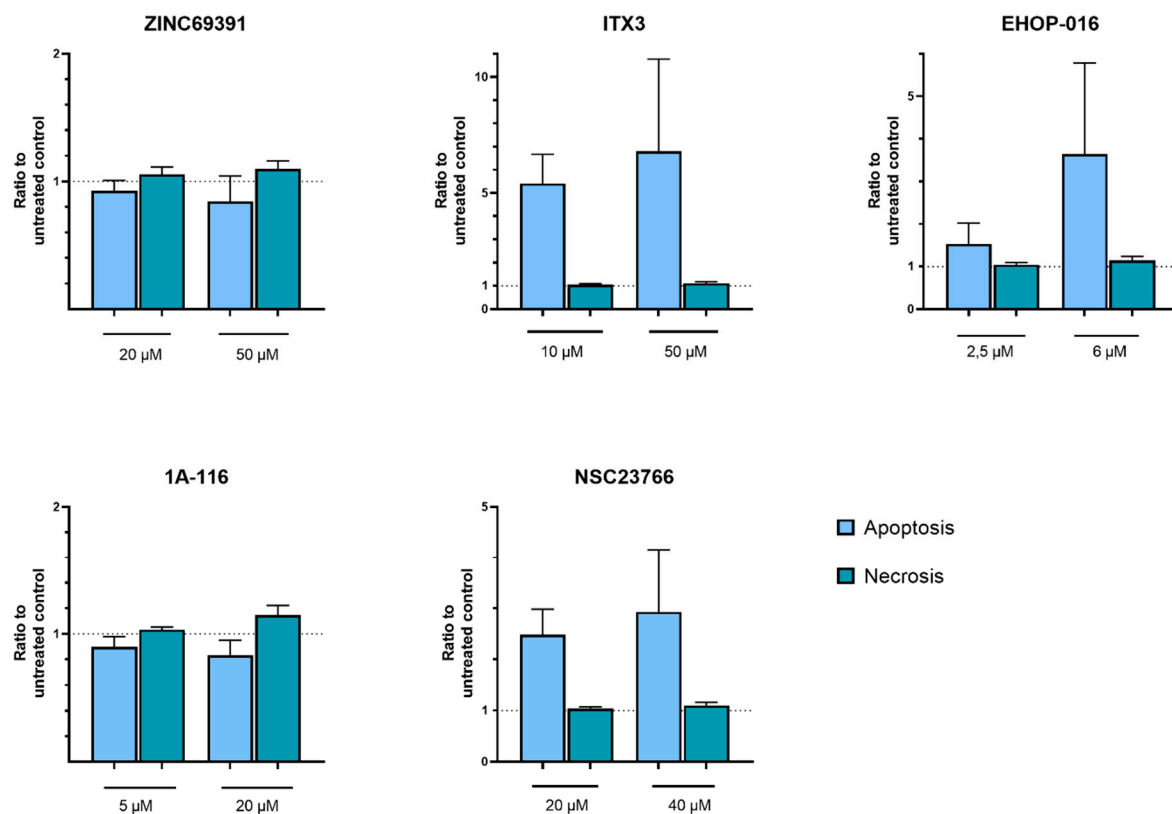 ZINC69391
Ratio to
untreated control
2
1
20 µM
50 µM
ITX3
Ratio to
untreated control
10
5
1
0
10 µM
50 µM
EHOP-016
Ratio to
untreated control
5
1
0
2,5 µM
6 µM
1A-116
Ratio to
untreated control
2
1
5 µM
20 µM
NSC23766
Ratio to
untreated control
5
1
0
20 µM
40 µM
Apoptosis
Necrosis